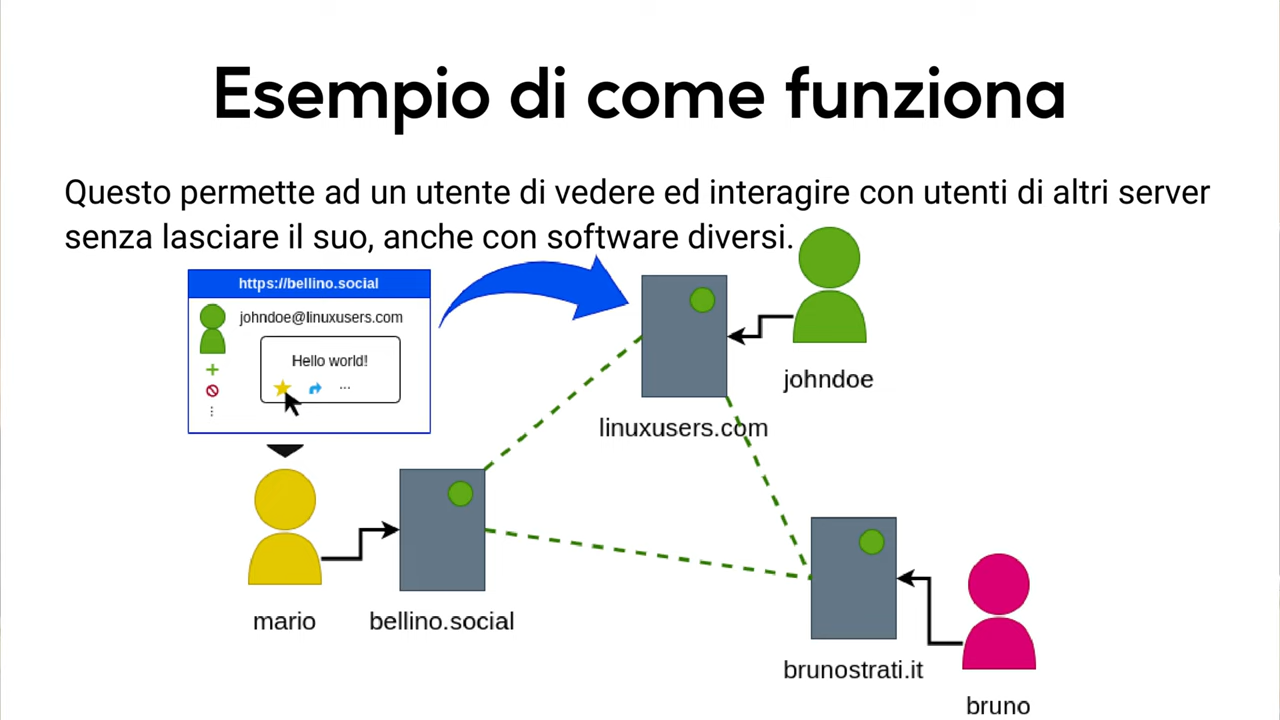 Esempio di come funziona
Questo permette ad un utente di vedere ed interagire con utenti di altri server
senza lasciare il suo, anche con software diversi.
https://bellino.social
johndoe@linuxusers.com
Hello world!
...
johndoe
linuxusers.com
mario
bellino.social
brunostrati.it
bruno